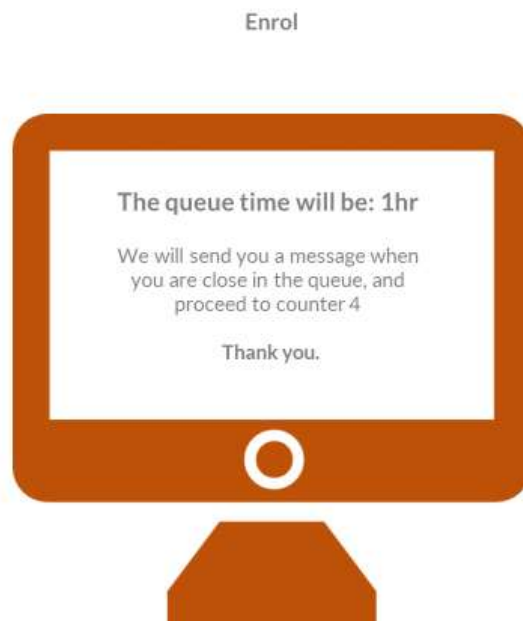 Enrol
The queue time will be: 1hr
We will send you a message when
you are close in the queue, and
proceed to counter 4
Thank you.